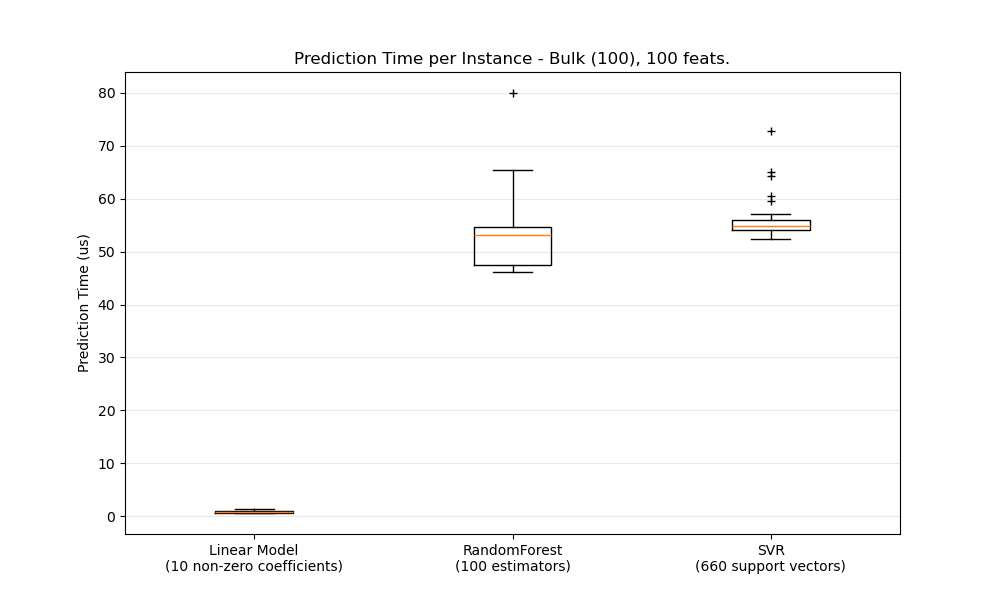 Prediction Time per Instance - Bulk (100), 100 feats.
Prediction Time (us)
80
70
60
50
40
30
20
10
0
Linear Model
(10 non-zero coefficients)
RandomForest
(100 estimators)
SVR
(660 support vectors)